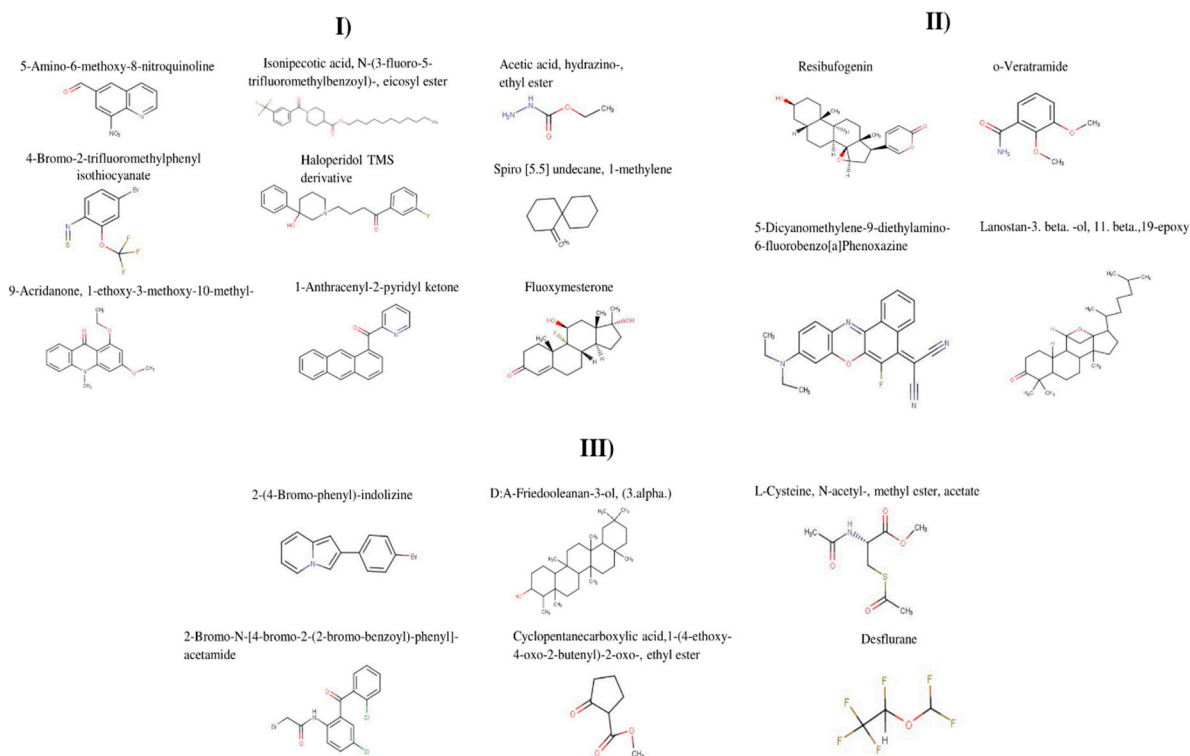 I)
II)
5-Amino-6-methoxy-8-nitroquinoline
Isonipecotic acid, N-(3-fluoro-5-
trifluoromethylbenzoyl)-, eicosyl ester
Acetic acid, hydrazino-,
ethyl ester
Resibufogenin
o-Veratramide
4-Bromo-2-trifluoromethylphenyl
isothiocyanate
Haloperidol TMS
derivative
Spiro [5.5] undecane, 1-methylene
5-Dicyanomethylene-9-diethylamino-
6-fluorobenzo[a]Phenoxazine
Lanostan-3. beta. -ol, 11. beta.,19-epoxy
9-Acridanone, 1-ethoxy-3-methoxy-10-methyl-
1-Anthracenyl-2-pyridyl ketone
Fluoxymesterone
III)
2-(4-Bromo-phenyl)-indolizine
D:A-Friedooleanan-3-ol, (3.alpha.)
L-Cysteine, N-acetyl-, methyl ester, acetate
2-Bromo-N-[4-bromo-2-(2-bromo-benzoyl)-phenyl]-
acetamide
Cyclopentanecarboxylic acid,1-(4-ethoxy-
4-oxo-2-butenyl)-2-oxo-, ethyl ester
Desflurane